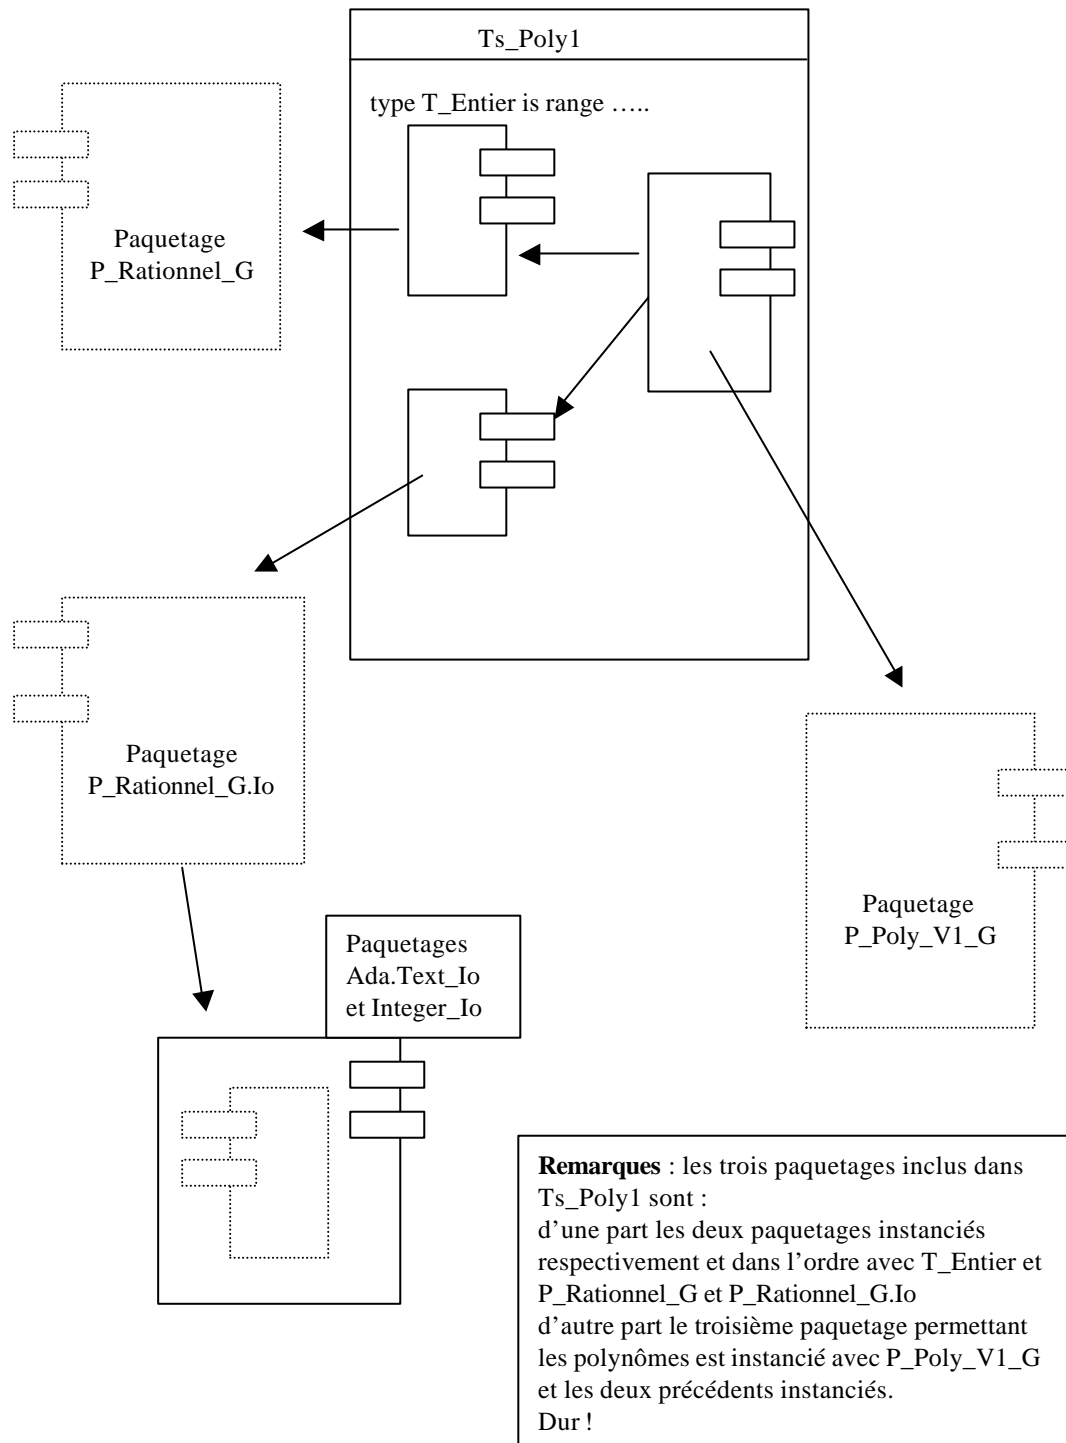 Ts_Poly1
type T_Entier is range …..
Paquetage
P_Rationnel_G
Paquetage
P_Rationnel_G.Io
Paquetage
P_Poly_V1_G
Paquetages
Ada.Text_Io
et Integer_Io
Remarques : les trois paquetages inclus dans
Ts_Poly1 sont :
d’une part les deux paquetages instanciés
respectivement et dans l’ordre avec T_Entier et
P_Rationnel_G et P_Rationnel_G.Io
d’autre part le troisième paquetage permettant
les polynômes est instancié avec P_Poly_V1_G
et les deux précédents instanciés.
Dur !